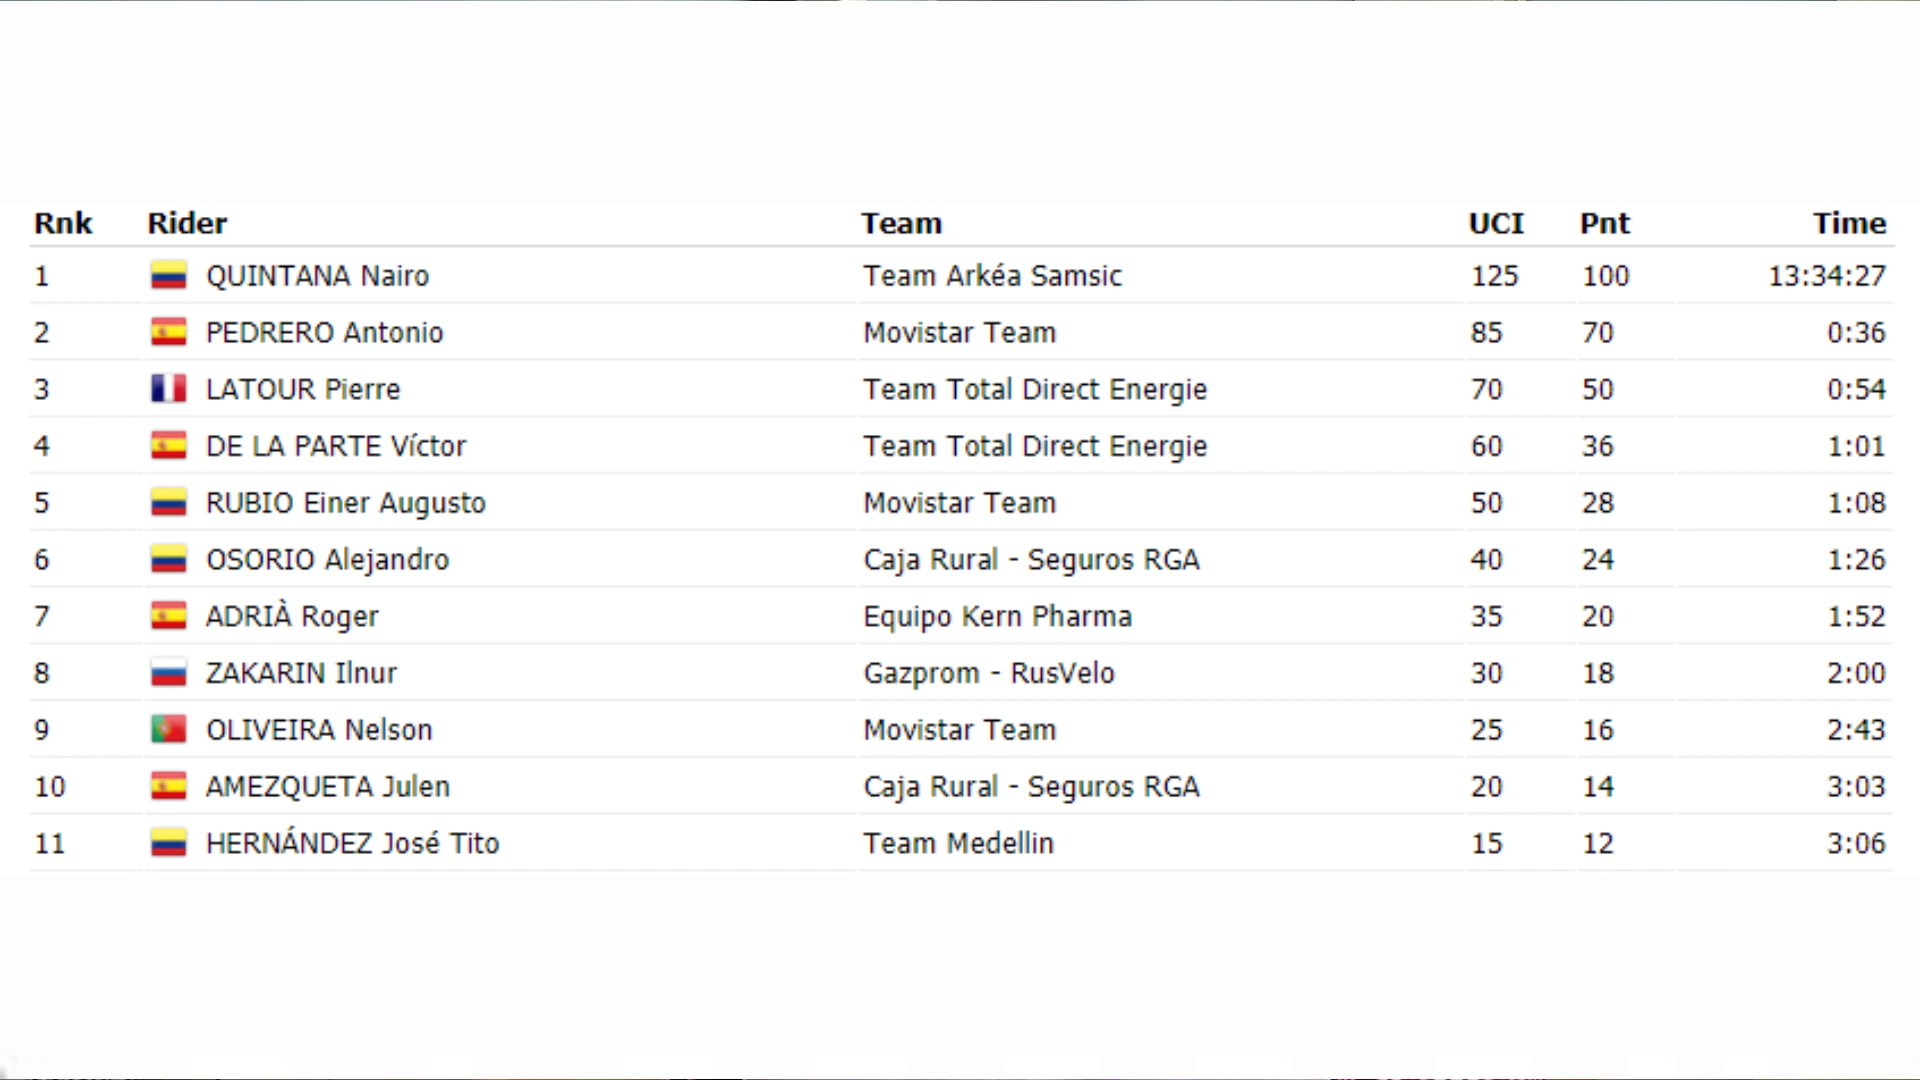 Rnk Rider Team UCI Pnt Time
1 QUINTANA Nairo Team Arkéa Samsic 125 100 13:34:27
2 PEDRERO Antonio Movistar Team 85 70 0:36
3 LATOUR Pierre Team Total Direct Energie 70 50 0:54
4 DE LA PARTE Víctor Team Total Direct Energie 60 36 1:01
5 RUBIO Einer Augusto Movistar Team 50 28 1:08
6 OSORIO Alejandro Caja Rural - Seguros RGA 40 24 1:26
7 ADRIÀ Roger Equipo Kern Pharma 35 20 1:52
8 ZAKARIN Ilnur Gazprom - RusVelo 30 18 2:00
9 OLIVEIRA Nelson Movistar Team 25 16 2:43
10 AMEZQUETA Julen Caja Rural - Seguros RGA 20 14 3:03
11 HERNÁNDEZ José Tito Team Medellin 15 12 3:06